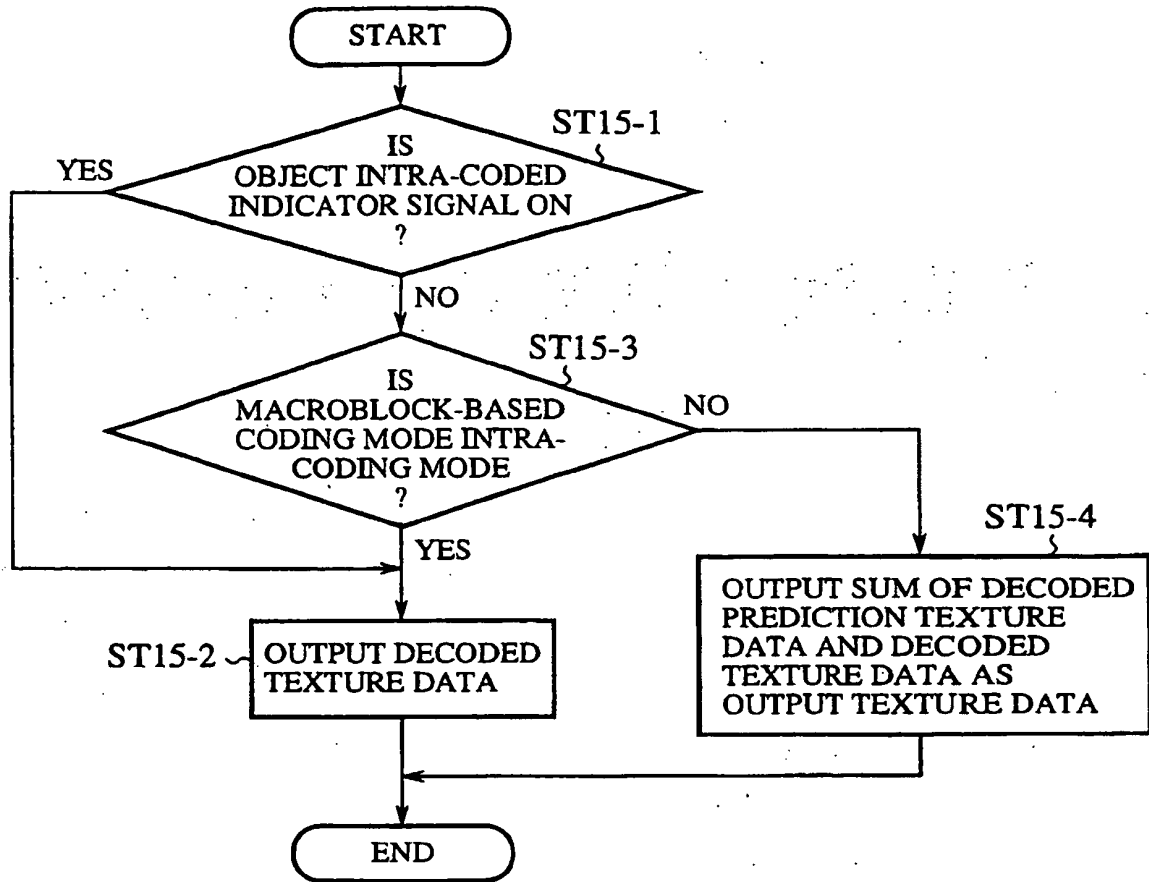 START
ST15-1
IS
OBJECT INTRA-CODED
INDICATOR SIGNAL ON
?
YES
NO
ST15-3
IS
MACROBLOCK-BASED
CODING MODE INTRA-
CODING MODE
?
NO
YES
ST15-4
OUTPUT SUM OF DECODED
PREDICTION TEXTURE
DATA AND DECODED
TEXTURE DATA AS
OUTPUT TEXTURE DATA
ST15-2
OUTPUT DECODED
TEXTURE DATA
END